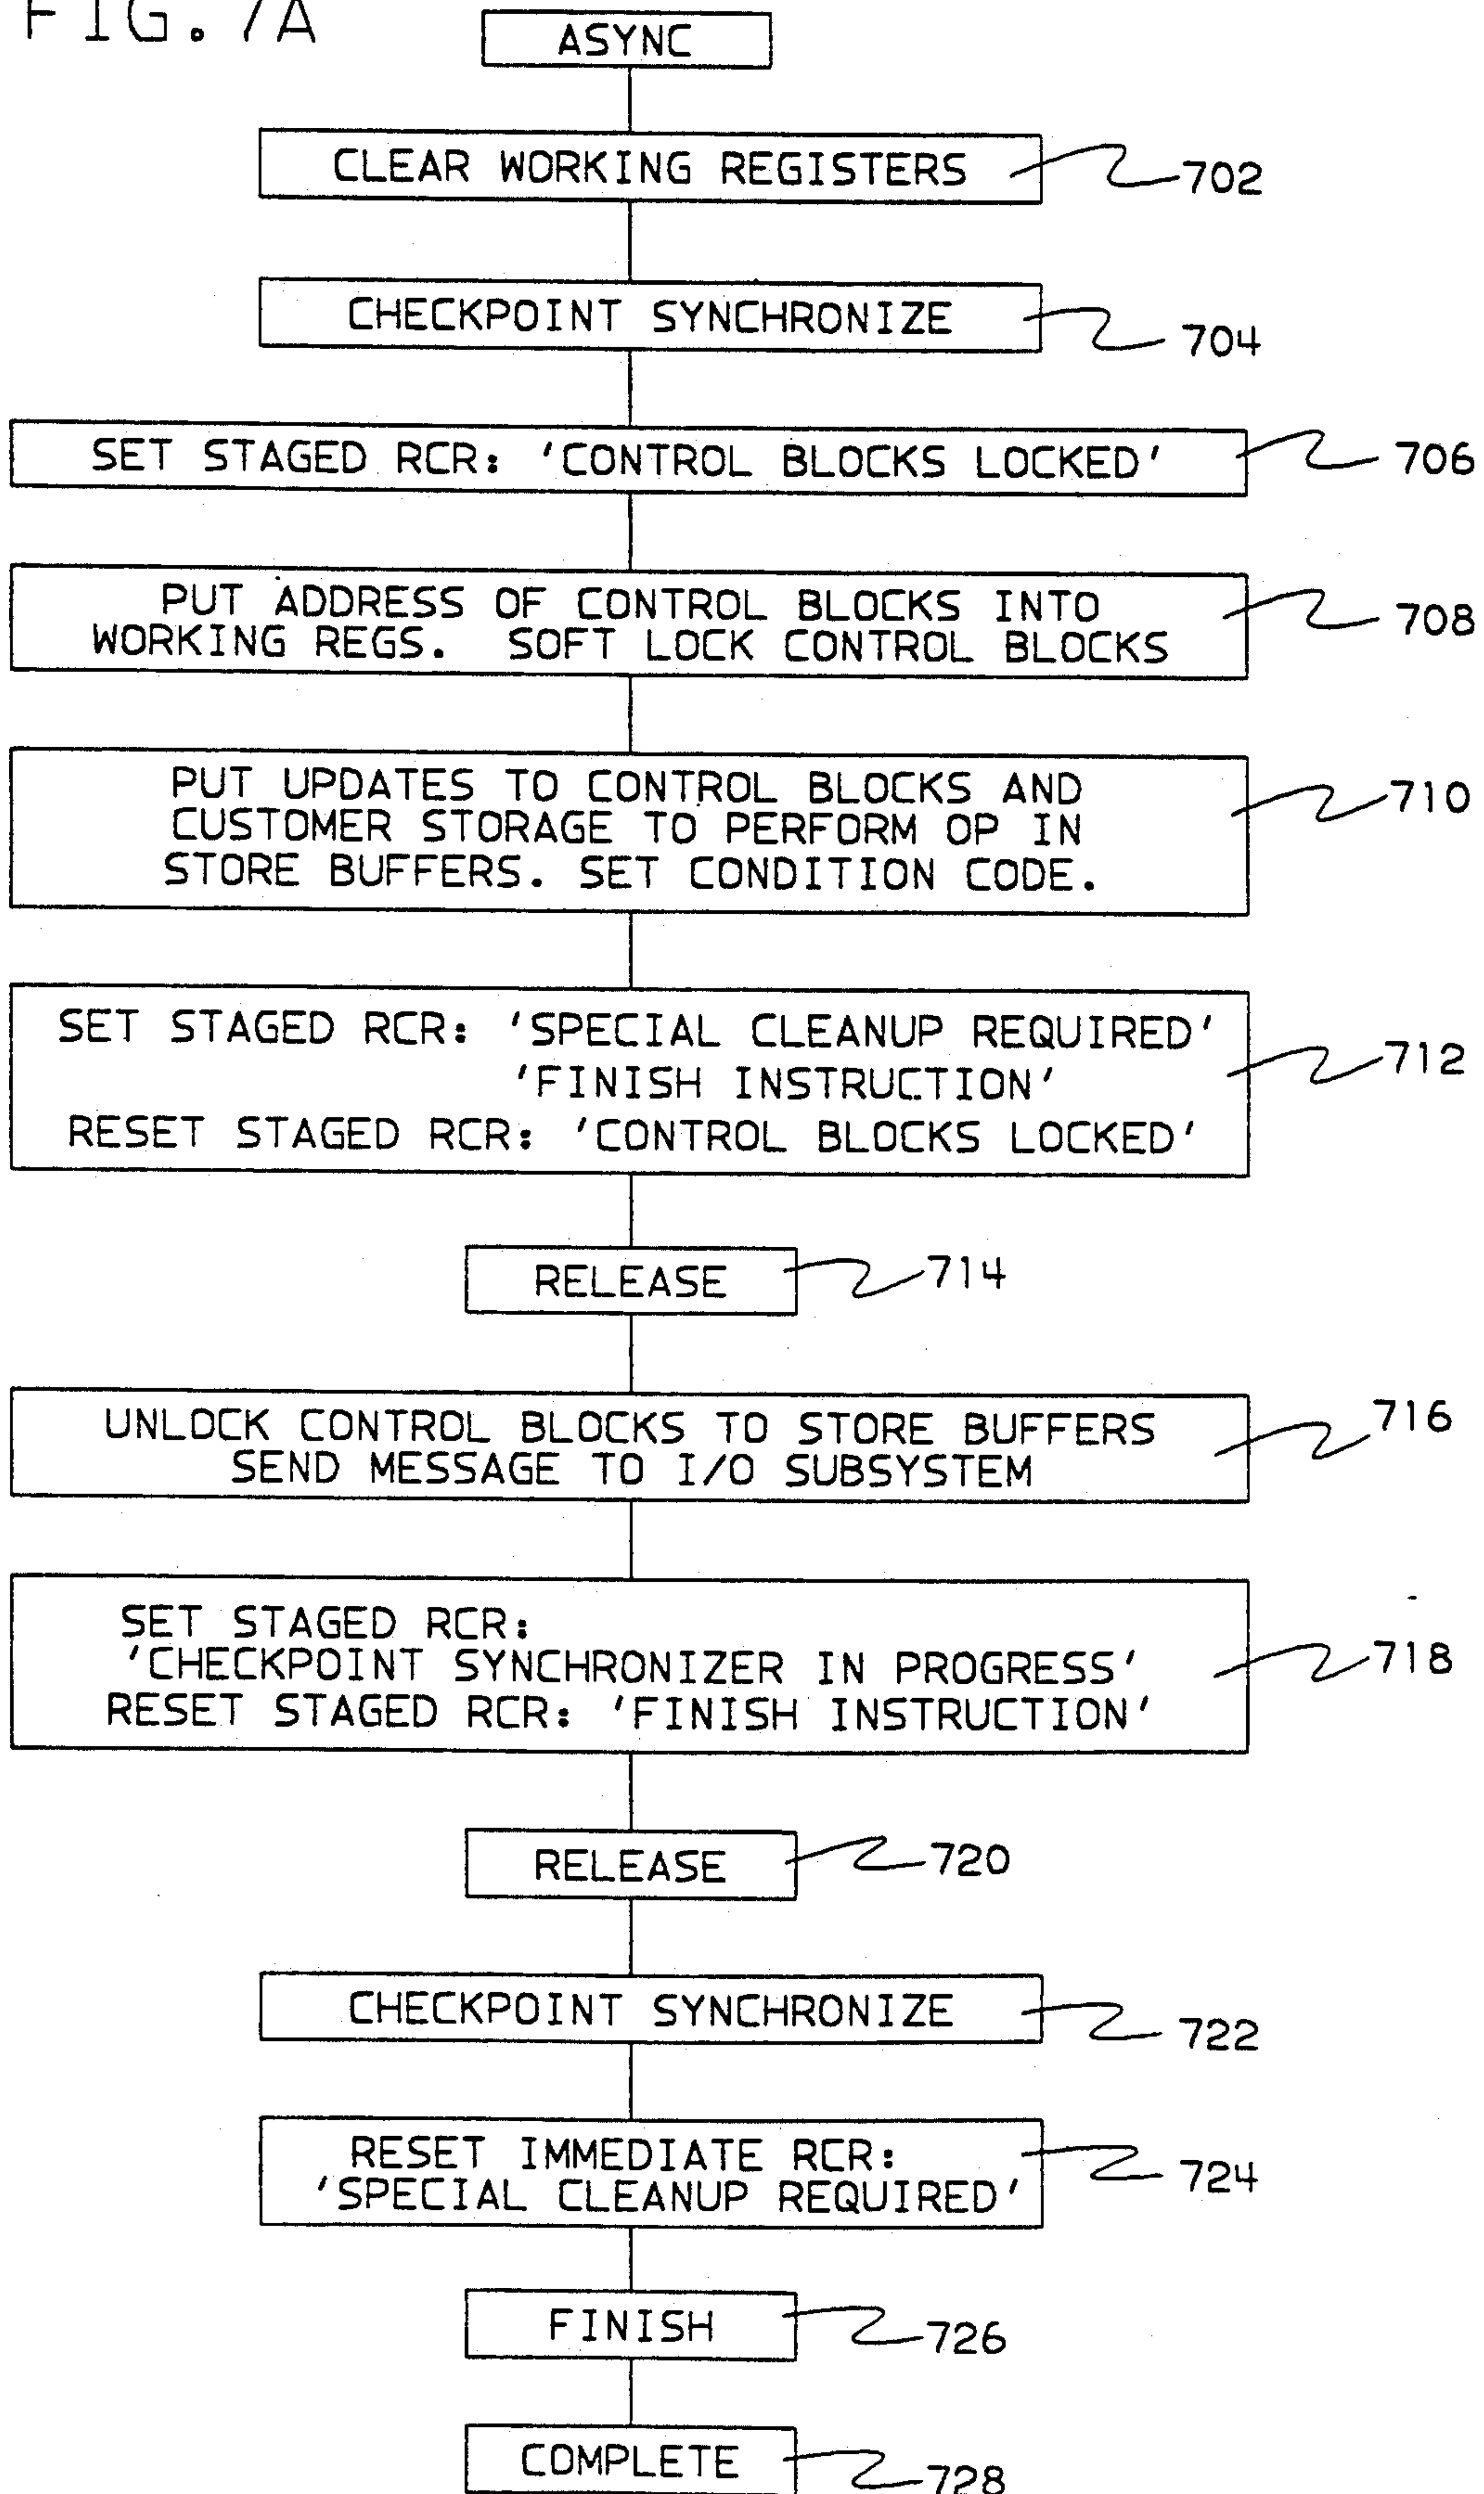 FIG. 7A
ASYNC
CLEAR WORKING REGISTERS
702
CHECKPOINT SYNCHRONIZE
704
SET STAGED RCR: 'CONTROL BLOCKS LOCKED'
706
PUT ADDRESS OF CONTROL BLOCKS INTO
WORKING REGS. SOFT LOCK CONTROL BLOCKS
708
PUT UPDATES TO CONTROL BLOCKS AND
CUSTOMER STORAGE TO PERFORM OP IN
STORE BUFFERS. SET CONDITION CODE.
710
SET STAGED RCR: 'SPECIAL CLEANUP REQUIRED'
'FINISH INSTRUCTION'
RESET STAGED RCR: 'CONTROL BLOCKS LOCKED'
712
RELEASE
714
UNLOCK CONTROL BLOCKS TO STORE BUFFERS
SEND MESSAGE TO I/O SUBSYSTEM
716
SET STAGED RCR:
'CHECKPOINT SYNCHRONIZER IN PROGRESS'
RESET STAGED RCR: 'FINISH INSTRUCTION'
718
RELEASE
720
CHECKPOINT SYNCHRONIZE
722
RESET IMMEDIATE RCR:
'SPECIAL CLEANUP REQUIRED'
724
FINISH
726
COMPLETE
728